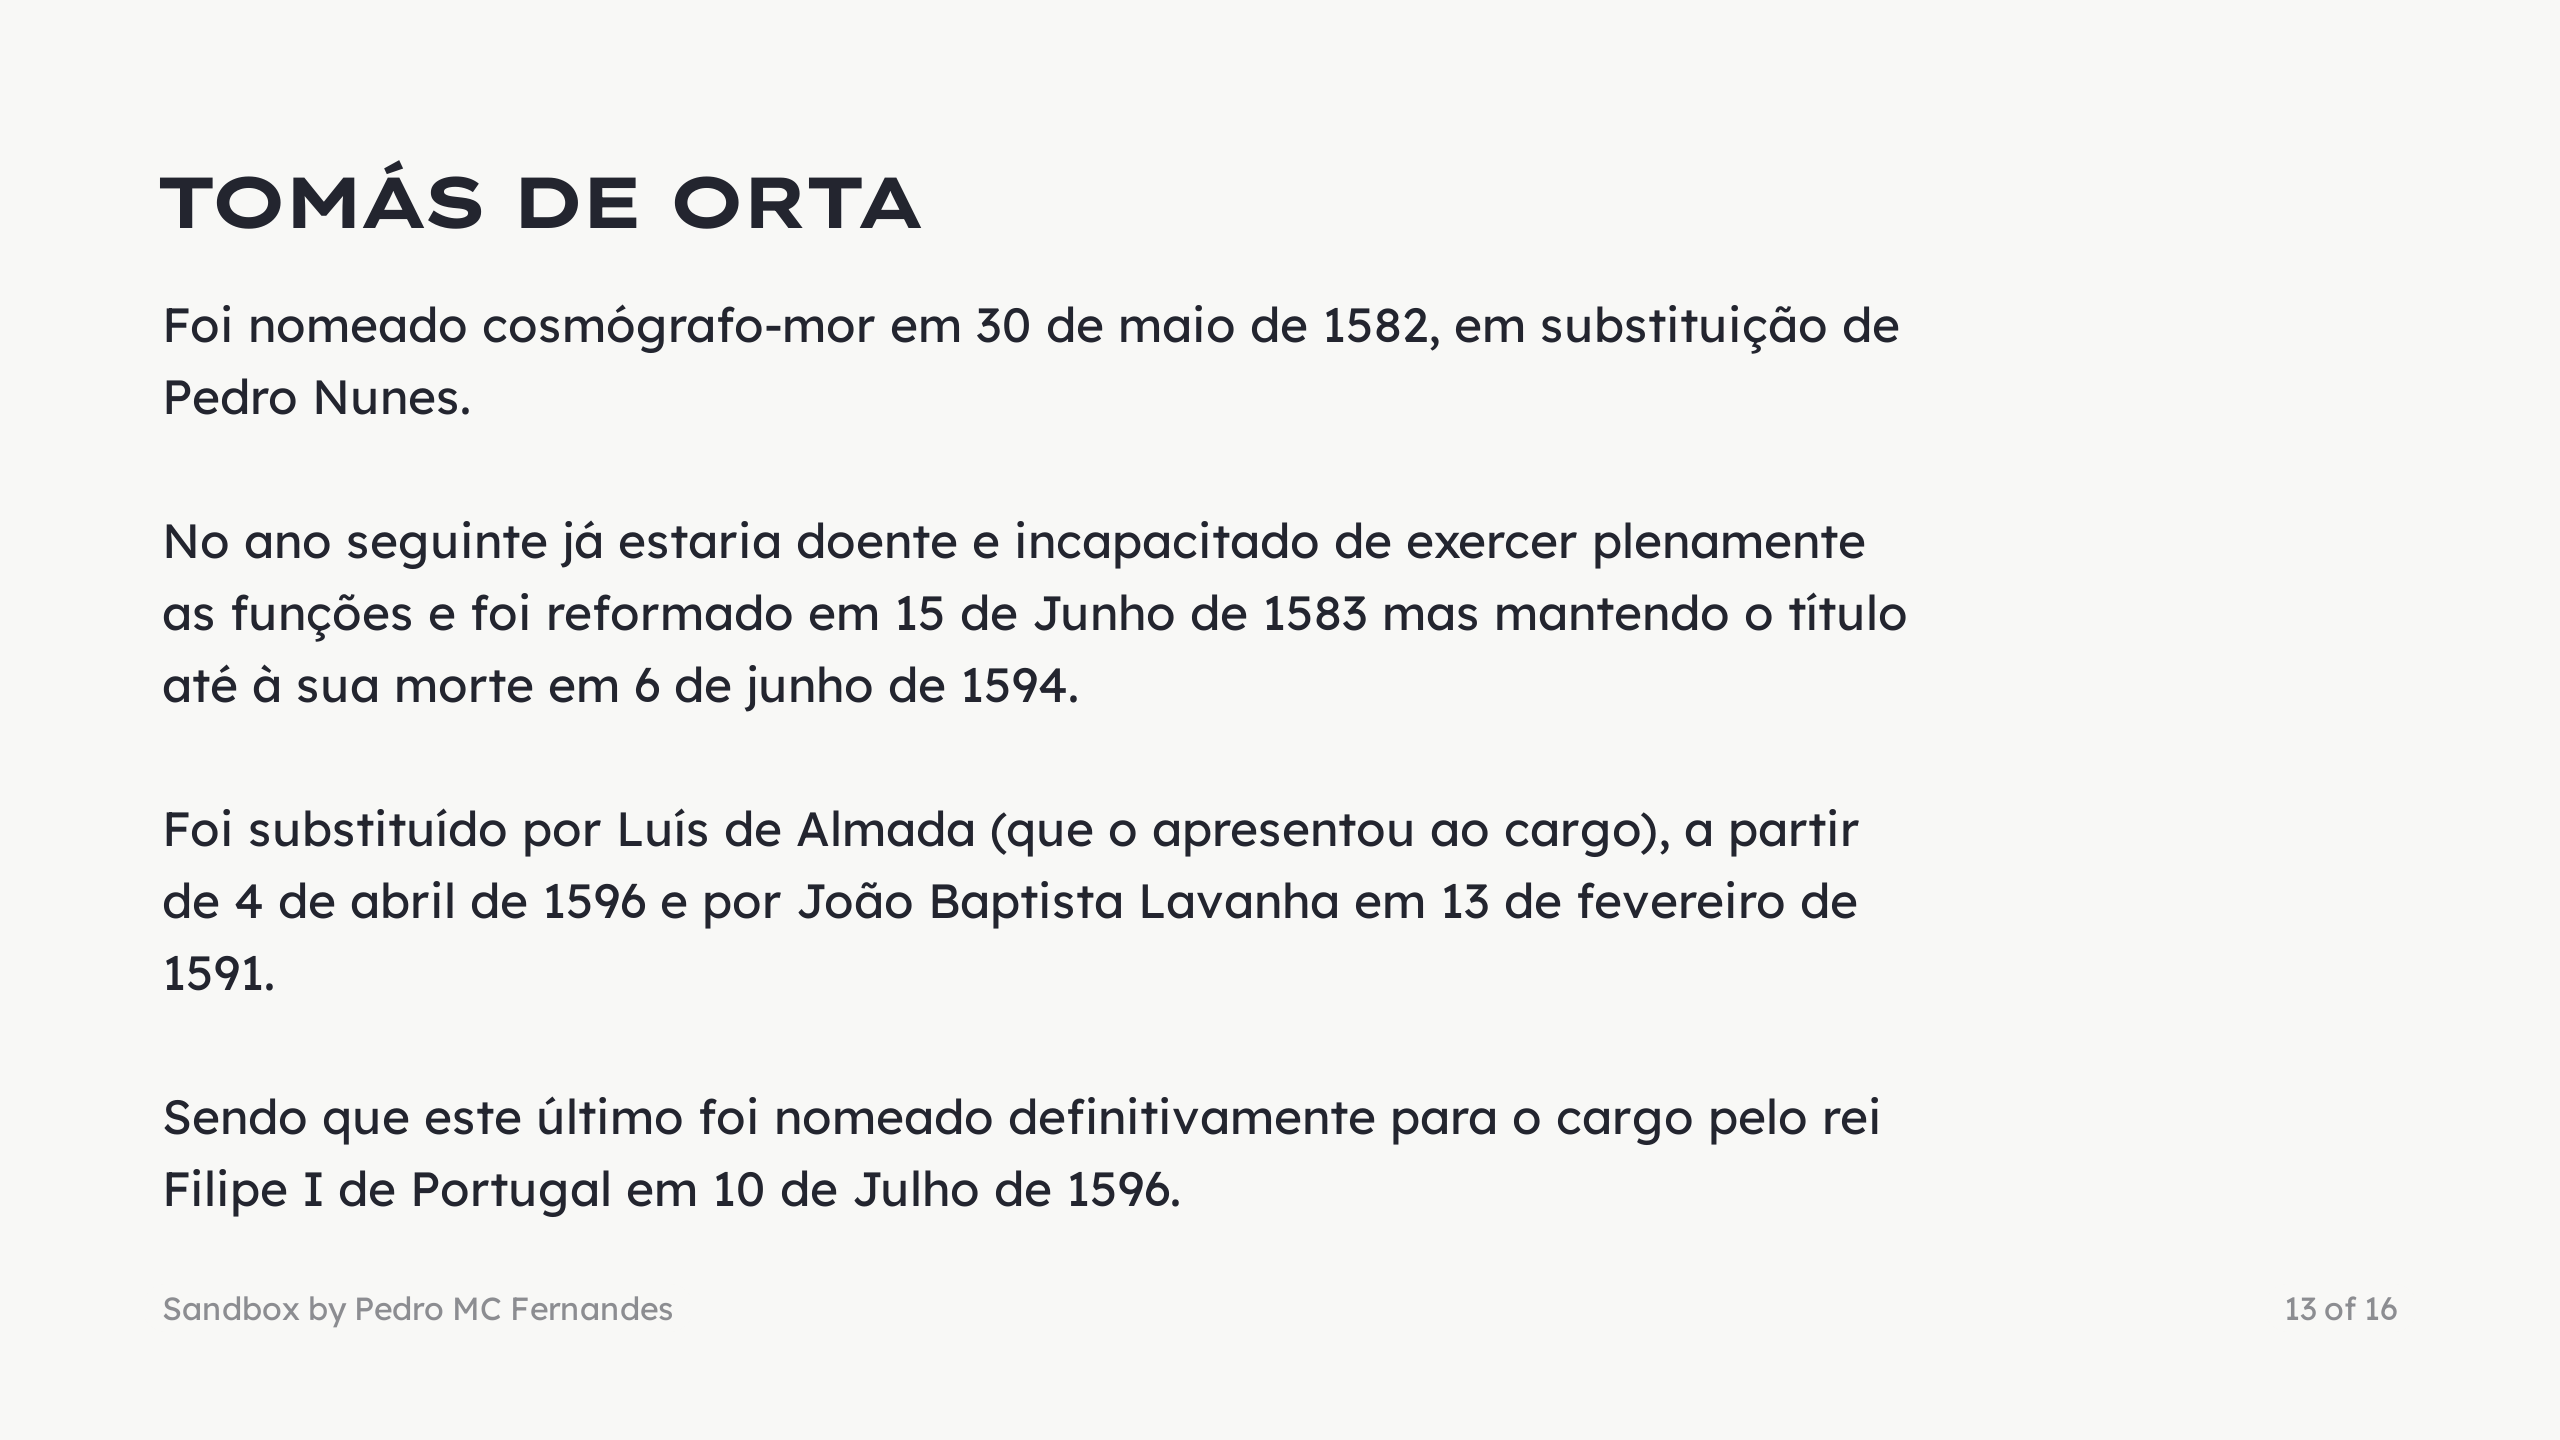 TOMÁS DE ORTA
Foi nomeado cosmógrafo-mor em 30 de maio de 1582, em substituição de
Pedro Nunes.
No ano seguinte já estaria doente e incapacitado de exercer plenamente
as funções e foi reformado em 15 de Junho de 1583 mas mantendo o título
até à sua morte em 6 de junho de 1594.
Foi substituído por Luís de Almada (que o apresentou ao cargo), a partir
de 4 de abril de 1596 e por João Baptista Lavanha em 13 de fevereiro de
1591.
Sendo que este último foi nomeado definitivamente para o cargo pelo rei
Filipe I de Portugal em 10 de Julho de 1596.
Sandbox by Pedro MC Fernandes
13 of 16